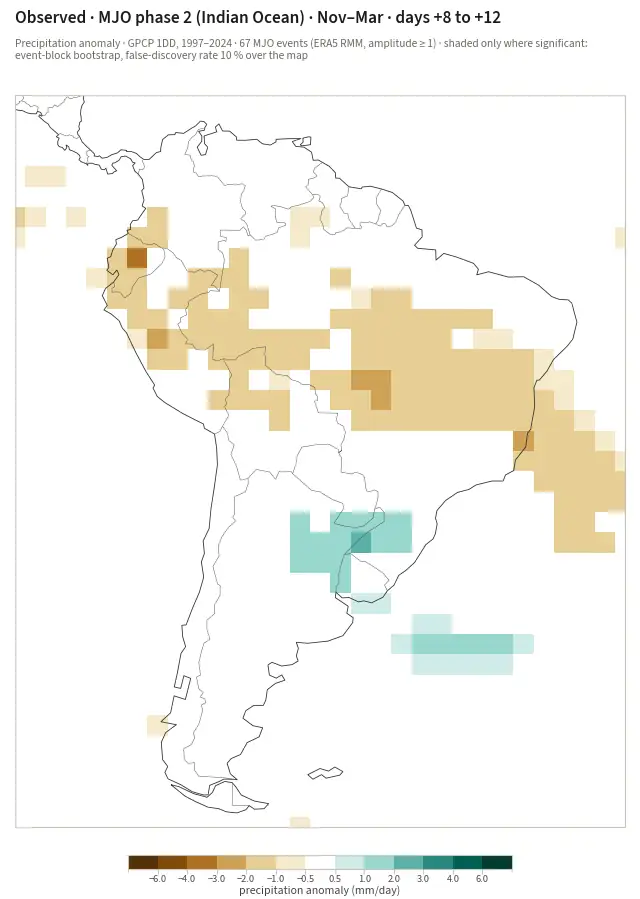 Observed · MJO phase 2 (Indian Ocean) · Nov–Mar · days +8 to +12
Precipitation anomaly · GPCP 1DD, 1997–2024 · 67 MJO events (ERA5 RMM, amplitude ≥ 1) · shaded only where significant:
event-block bootstrap, false-discovery rate 10 % over the map
−6.0 −4.0 −3.0 −2.0 −1.0 −0.5 0.5 1.0 2.0 3.0 4.0 6.0
precipitation anomaly (mm/day)